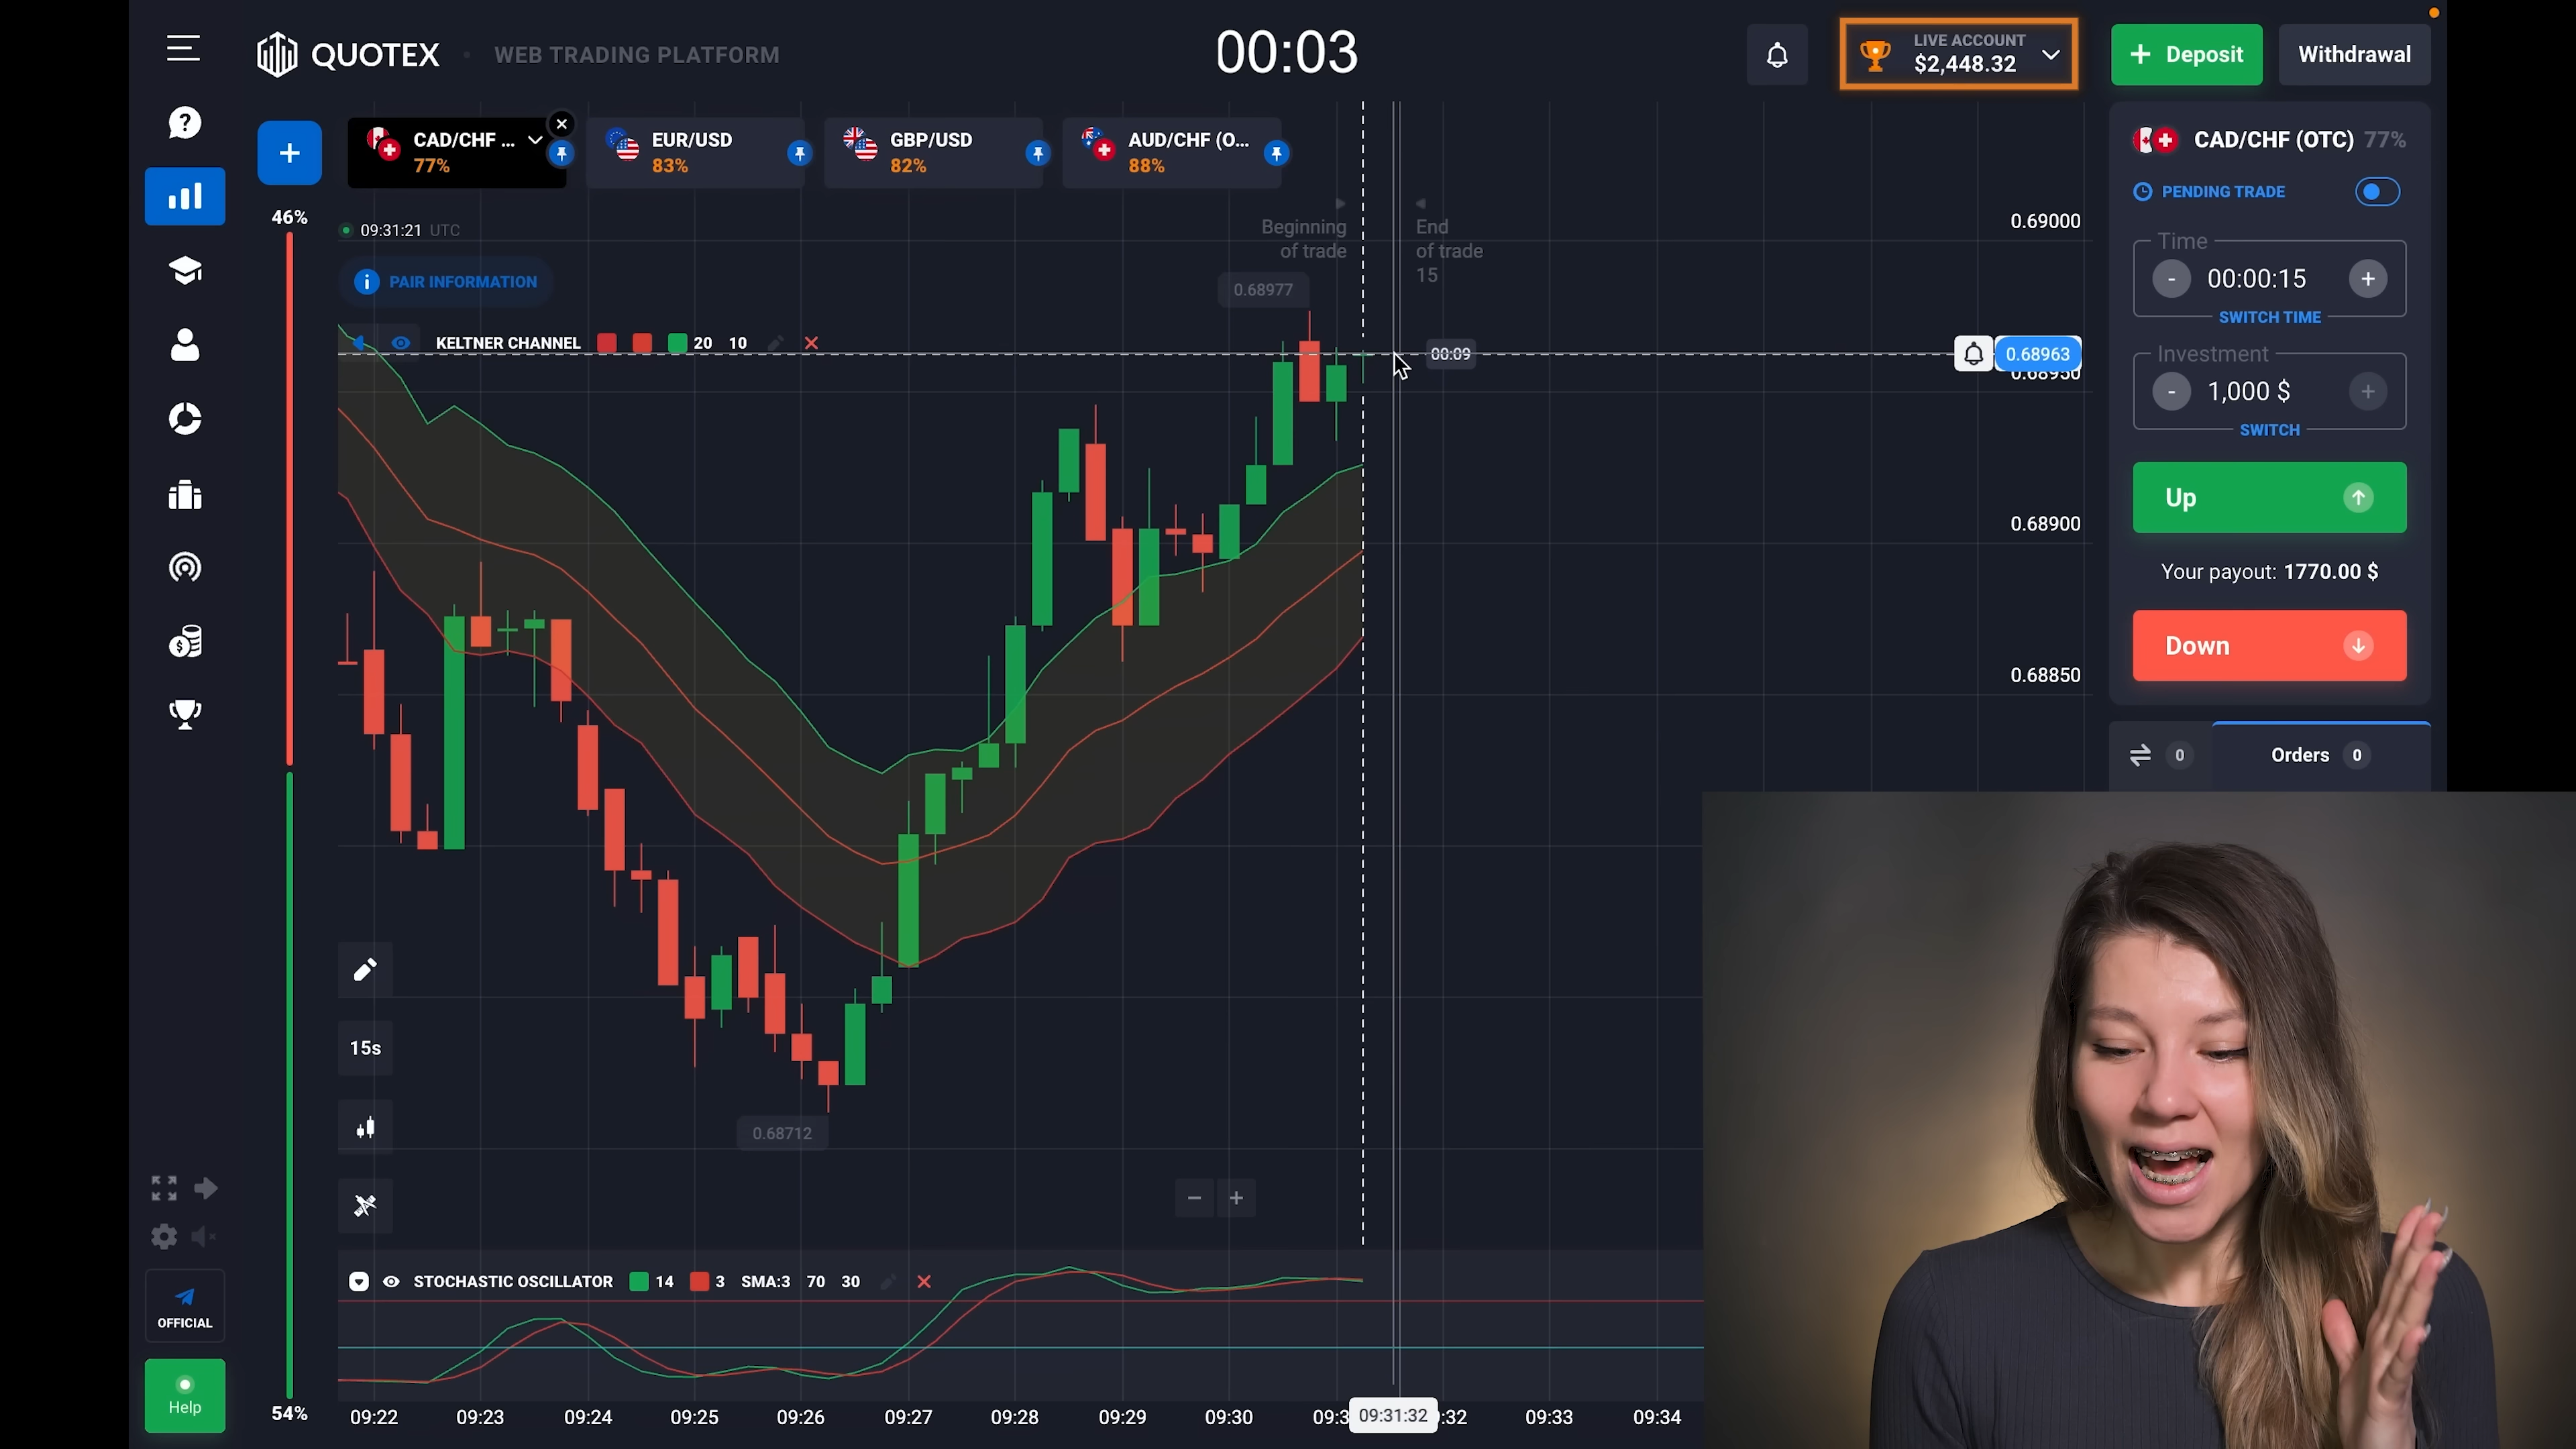 QUOTEX
WEB TRADING PLATFORM
00:03
LIVE ACCOUNT
$2,448.32
+ Deposit
Withdrawal
+
CAD/CHF ...
77%
EUR/USD
83%
GBP/USD
82%
AUD/CHF (O...
88%
46%
09:31:21 UTC
PAIR INFORMATION
KELTNER CHANNEL 20 10
Beginning
of trade
End
of trade
15
0.68977
00:09
0.69000
0.68963
0.68950
0.68900
0.68850
0.68712
CAD/CHF (OTC) 77%
PENDING TRADE
Time
- 00:00:15 +
SWITCH TIME
Investment
- 1,000 $ +
SWITCH
Up
Your payout: 1770.00 $
Down
0
Orders 0
15s
− +
STOCHASTIC OSCILLATOR 14 3 SMA:3 70 30
OFFICIAL
Help
54%
09:22 09:23 09:24 09:25 09:26 09:27 09:28 09:29 09:30 09:3 09:31:32 :32 09:33 09:34